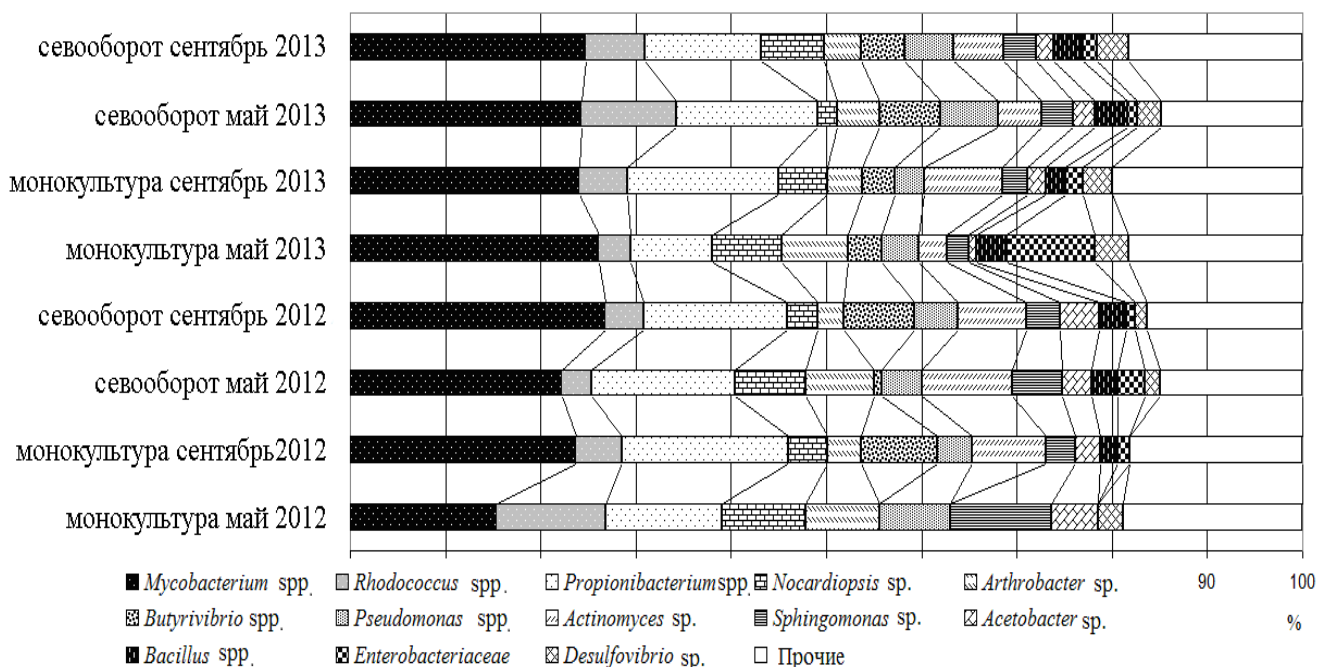 севооборот сентябрь 2013
севооборот май 2013
монокультура сентябрь 2013
монокультура май 2013
севооборот сентябрь 2012
севооборот май 2012
монокультура сентябрь2012
монокультура май 2012
Mycobacterium spp. Rhodococcus spp. Propionibacterium spp. Nocardiopsis sp. Arthrobacter sp. 90 100
Butyrivibrio spp. Pseudomonas spp. Actinomyces sp. Sphingomonas sp. Acetobacter sp. %
Bacillus spp. Enterobacteriaceae Desulfovibrio sp. Прочие